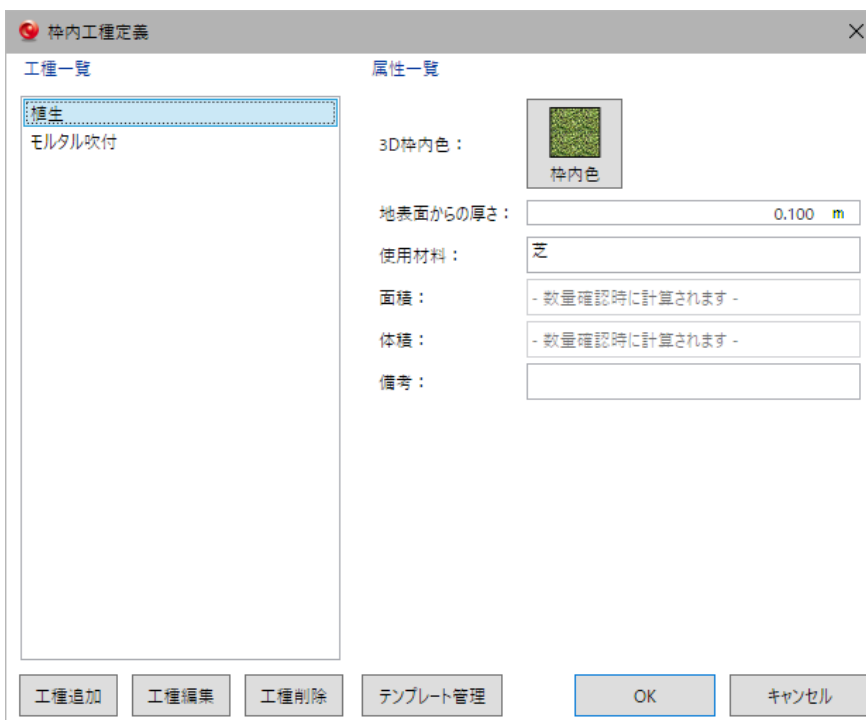 枠内工種定義
工種一覧
属性一覧
植生
モルタル吹付
3D枠内色：
枠内色
地表面からの厚さ：
0.100 m
使用材料：
芝
面積：
- 数量確認時に計算されます -
体積：
- 数量確認時に計算されます -
備考：
工種追加
工種編集
工種削除
テンプレート管理
OK
キャンセル